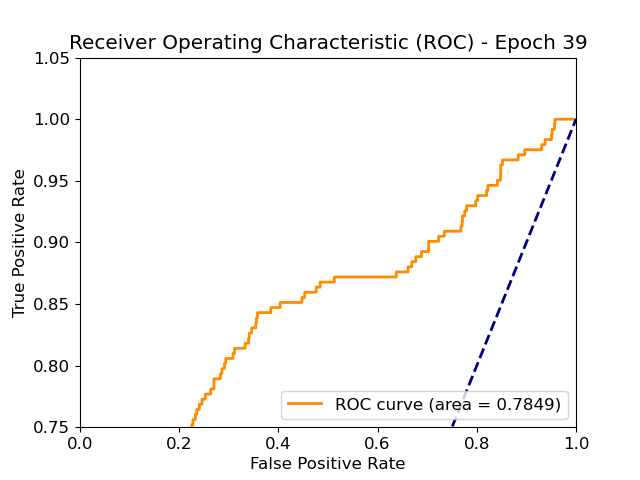 Receiver Operating Characteristic (ROC) - Epoch 39
True Positive Rate
1.05
1.00
0.95
0.90
0.85
0.80
0.75
ROC curve (area = 0.7849)
0.0 0.2 0.4 0.6 0.8 1.0
False Positive Rate